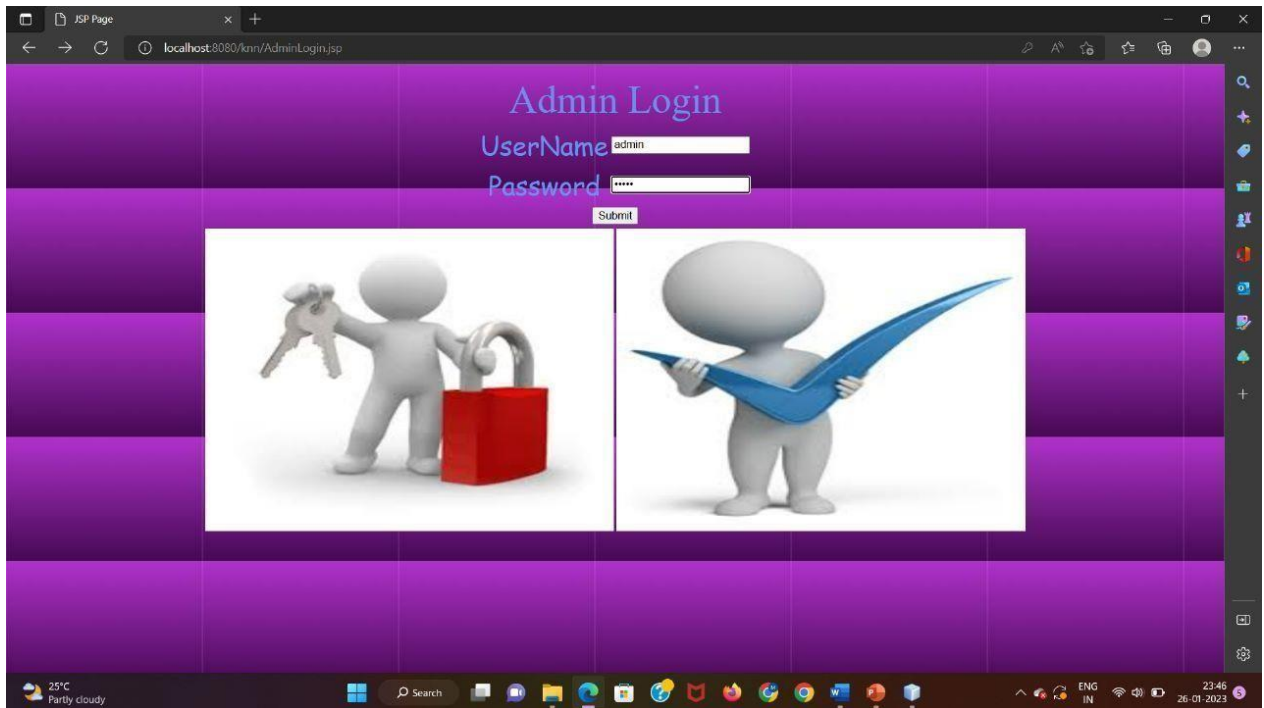 JSP Page
localhost:8080/knn/AdminLogin.jsp
Admin Login
UserName admin
Password •••••
Submit
25°C
Partly cloudy
Search
ENG
IN
23:46
26-01-2023